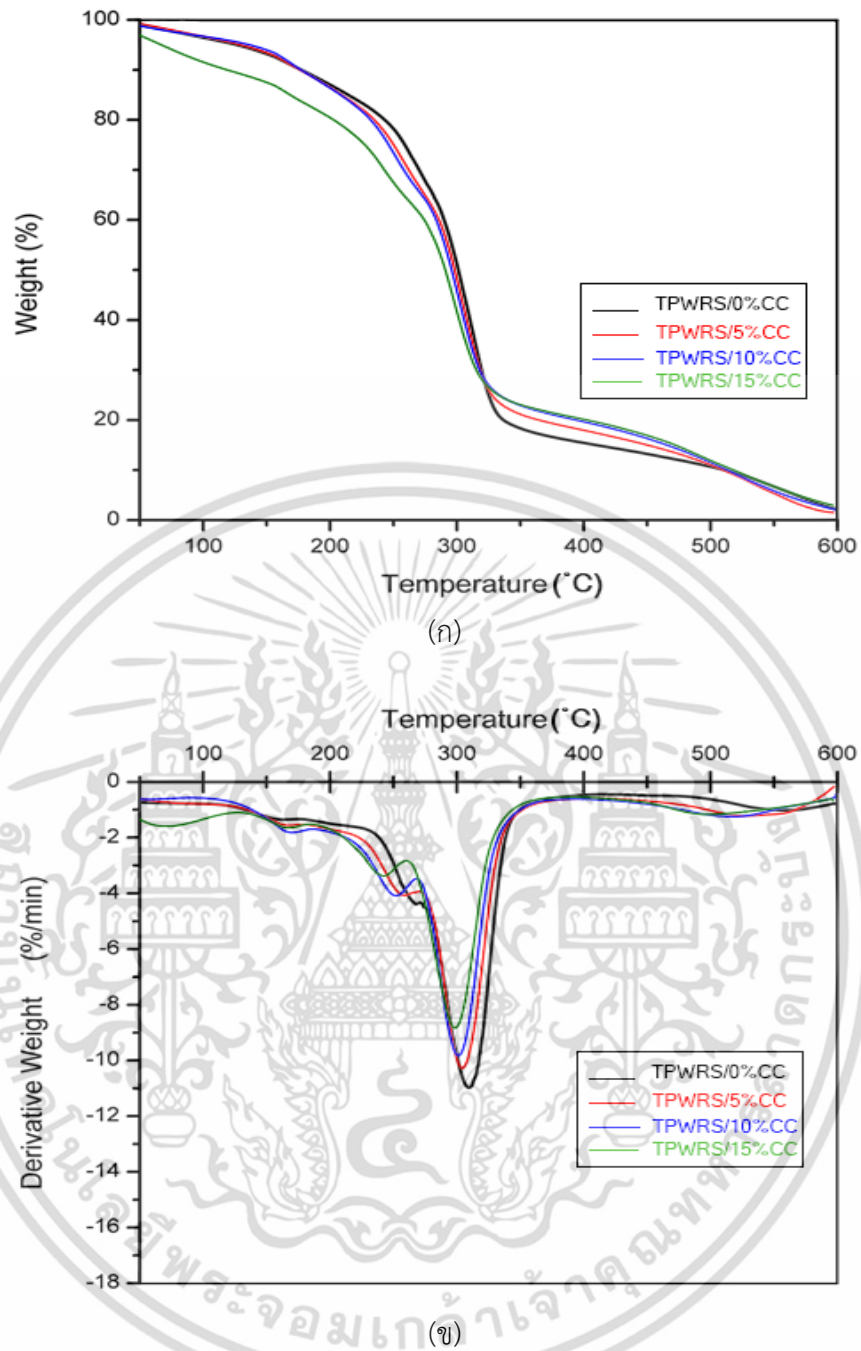 100
80
60
40
20
0
Weight (%)
TPWRS/0%CC
TPWRS/5%CC
TPWRS/10%CC
TPWRS/15%CC
100 200 300 400 500 600
Temperature (°C)
(ก)
Temperature (°C)
100 200 300 400 500 600
0
-2
-4
-6
-8
-10
-12
-14
-16
-18
Derivative Weight (%/min)
TPWRS/0%CC
TPWRS/5%CC
TPWRS/10%CC
TPWRS/15%CC
(ข)